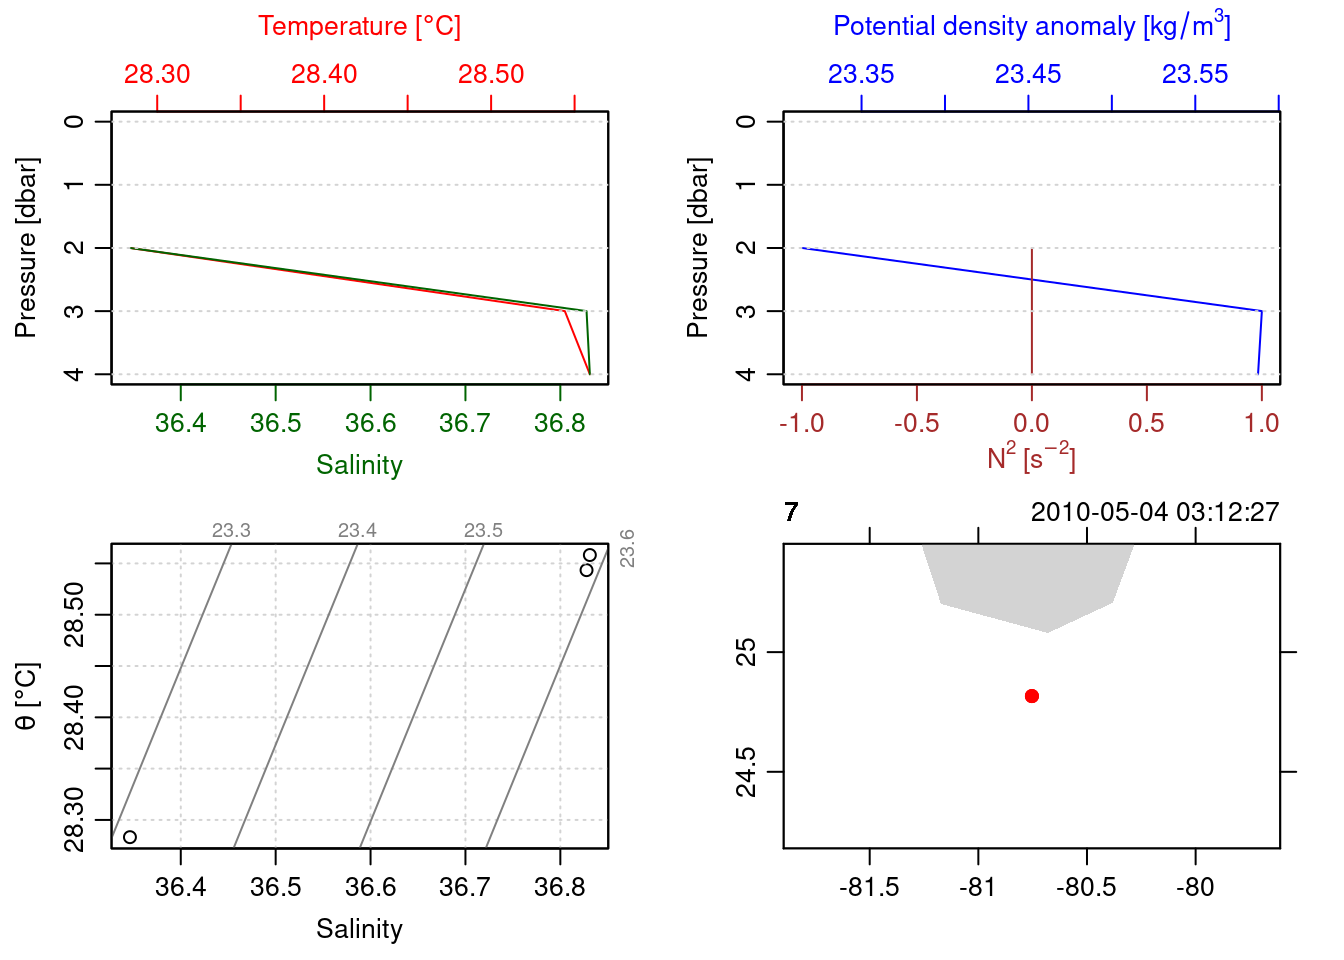 Temperature [°C]
28.30 28.40 28.50
0
1
2
3
4
Pressure [dbar]
36.4 36.5 36.6 36.7 36.8
Salinity
Potential density anomaly [kg/m³]
23.35 23.45 23.55
0
1
2
3
4
Pressure [dbar]
-1.0 -0.5 0.0 0.5 1.0
N² [s⁻²]
23.3 23.4 23.5
23.6
28.50
28.40
28.30
θ [°C]
36.4 36.5 36.6 36.7 36.8
Salinity
7 2010-05-04 03:12:27
25
24.5
-81.5 -81 -80.5 -80